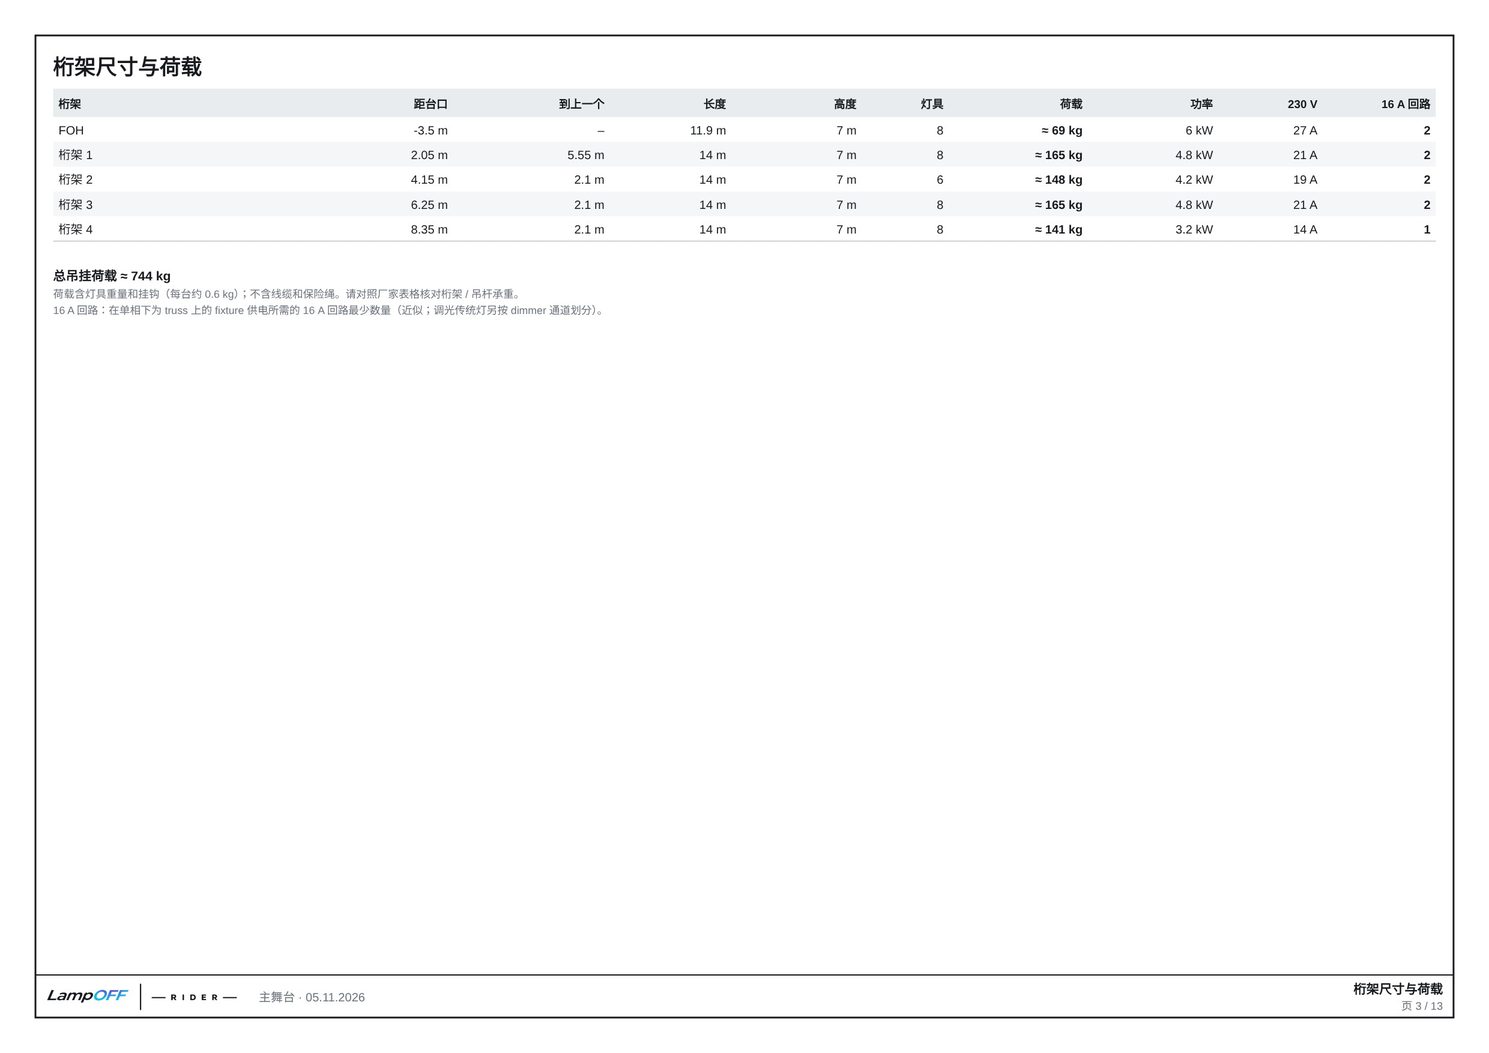 桁架尺寸与荷载
桁架 距台口 到上一个 长度 高度 灯具 荷载 功率 230 V 16 A 回路
FOH -3.5 m – 11.9 m 7 m 8 ≈ 69 kg 6 kW 27 A 2
桁架 1 2.05 m 5.55 m 14 m 7 m 8 ≈ 165 kg 4.8 kW 21 A 2
桁架 2 4.15 m 2.1 m 14 m 7 m 6 ≈ 148 kg 4.2 kW 19 A 2
桁架 3 6.25 m 2.1 m 14 m 7 m 8 ≈ 165 kg 4.8 kW 21 A 2
桁架 4 8.35 m 2.1 m 14 m 7 m 8 ≈ 141 kg 3.2 kW 14 A 1
总吊挂荷载 ≈ 744 kg
荷载含灯具重量和挂钩（每台约 0.6 kg）；不含线缆和保险绳。请对照厂家表格核对桁架 / 吊杆承重。
16 A 回路：在单相下为 truss 上的 fixture 供电所需的 16 A 回路最少数量（近似；调光传统灯另按 dimmer 通道划分）。
LampOFF — RIDER — 主舞台 · 05.11.2026
桁架尺寸与荷载
页 3 / 13